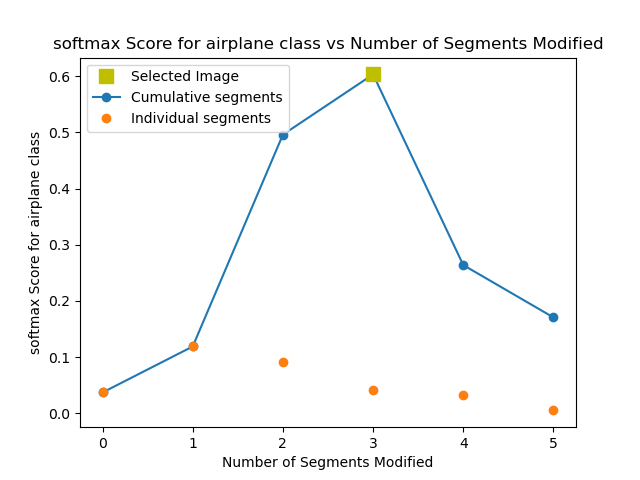 softmax Score for airplane class vs Number of Segments Modified
Selected Image
Cumulative segments
Individual segments
softmax Score for airplane class
0.6
0.5
0.4
0.3
0.2
0.1
0.0
0 1 2 3 4 5
Number of Segments Modified